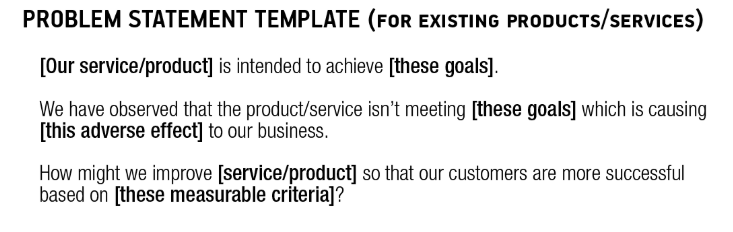 PROBLEM STATEMENT TEMPLATE (FOR EXISTING PRODUCTS/SERVICES)
[Our service/product] is intended to achieve [these goals].
We have observed that the product/service isn't meeting [these goals] which is causing
[this adverse effect] to our business.
How might we improve [service/product] so that our customers are more successful
based on [these measurable criteria]?